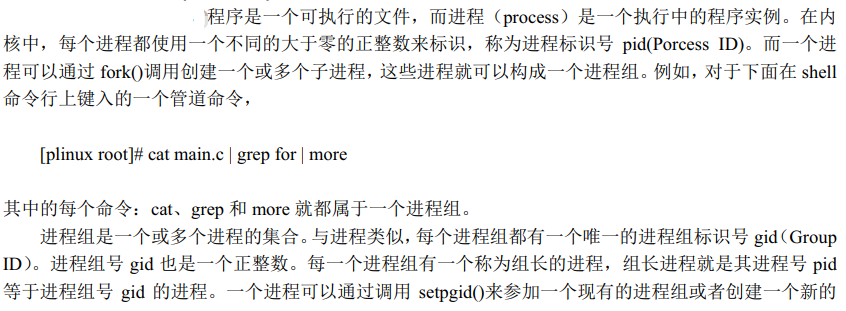 程序是一个可执行的文件，而进程（process）是一个执行中的程序实例。在内
核中，每个进程都使用一个不同的大于零的正整数来标识，称为进程标识号 pid(Porcess ID)。而一个进
程可以通过 fork()调用创建一个或多个子进程，这些进程就可以构成一个进程组。例如，对于下面在 shell
命令行上键入的一个管道命令，
[plinux root]# cat main.c | grep for | more
其中的每个命令：cat、grep 和 more 就都属于一个进程组。
进程组是一个或多个进程的集合。与进程类似，每个进程组都有一个唯一的进程组标识号 gid（Group
ID）。进程组号 gid 也是一个正整数。每一个进程组有一个称为组长的进程，组长进程就是其进程号 pid
等于进程组号 gid 的进程。一个进程可以通过调用 setpgid()来参加一个现有的进程组或者创建一个新的